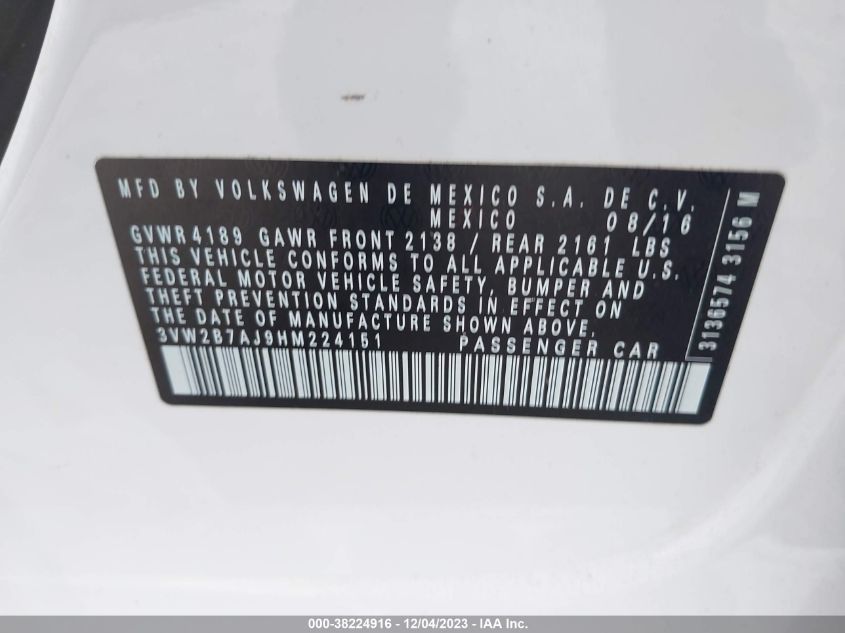 MFD BY VOLKSWAGEN DE MEXICO S.A. DE C.V.
MEXICO 08/16
GVWR 4189 GAWR FRONT 2138 / REAR 2161 LBS
THIS VEHICLE CONFORMS TO ALL APPLICABLE U.S.
FEDERAL MOTOR VEHICLE SAFETY, BUMPER AND
THEFT PREVENTION STANDARDS IN EFFECT ON
THE DATE OF MANUFACTURE SHOWN ABOVE.
3VW2B7AJ9HM224151 PASSENGER CAR
3136574 3156 M
000-38224916 - 12/04/2023 - IAA Inc.